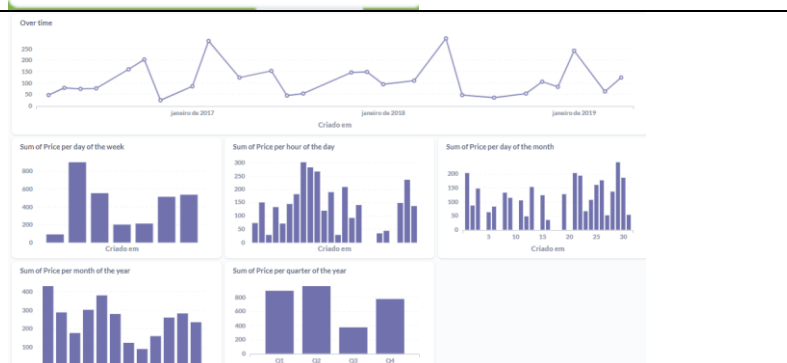 Over time
250
200
150
100
50
0
janeiro de 2017
janeiro de 2018
janeiro de 2019
Criado em
Sum of Price per day of the week
800
600
400
200
0
Criado em
Sum of Price per hour of the day
300
250
200
150
100
50
0
Criado em
Sum of Price per day of the month
200
150
100
50
0
5 10 15 20 25 30
Criado em
Sum of Price per month of the year
400
300
200
100
Sum of Price per quarter of the year
800
600
400
200
0
Q1 Q2 Q3 Q4